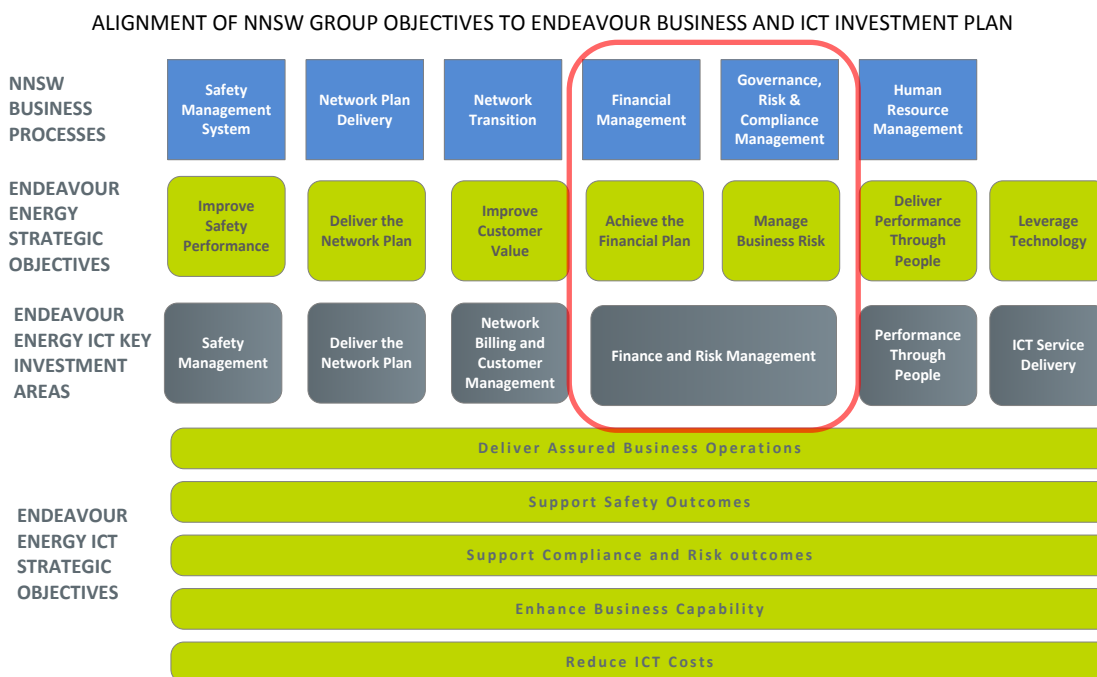 ALIGNMENT OF NNSW GROUP OBJECTIVES TO ENDEAVOUR BUSINESS AND ICT INVESTMENT PLAN
NNSW
BUSINESS
PROCESSES
Safety
Management
System
Network Plan
Delivery
Network
Transition
Financial
Management
Governance,
Risk &
Compliance
Management
Human
Resource
Management
ENDEAVOUR
ENERGY
STRATEGIC
OBJECTIVES
Improve
Safety
Performance
Deliver the
Network Plan
Improve
Customer
Value
Achieve the
Financial Plan
Manage
Business Risk
Deliver
Performance
Through
People
Leverage
Technology
ENDEAVOUR
ENERGY ICT KEY
INVESTMENT
AREAS
Safety
Management
Deliver the
Network Plan
Network
Billing and
Customer
Management
Finance and Risk Management
Performance
Through
People
ICT Service
Delivery
ENDEAVOUR
ENERGY ICT
STRATEGIC
OBJECTIVES
Deliver Assured Business Operations
Support Safety Outcomes
Support Compliance and Risk outcomes
Enhance Business Capability
Reduce ICT Costs